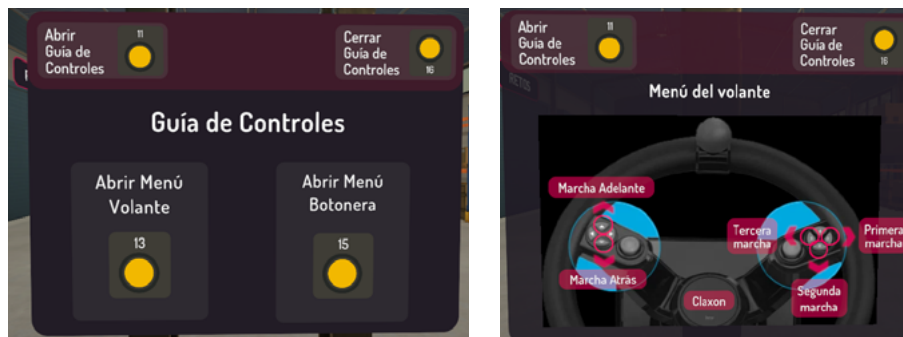 Abrir
Guía de
Controles
11
Cerrar
Guía de
Controles
16
Guía de Controles
Abrir Menú
Volante
13
Abrir Menú
Botonera
15
Abrir
Guía de
Controles
11
Cerrar
Guía de
Controles
16
RETOS
Menú del volante
Marcha Adelante
Tercera
marcha
Primera
marcha
Marcha Atrás
Claxon
Segunda
marcha